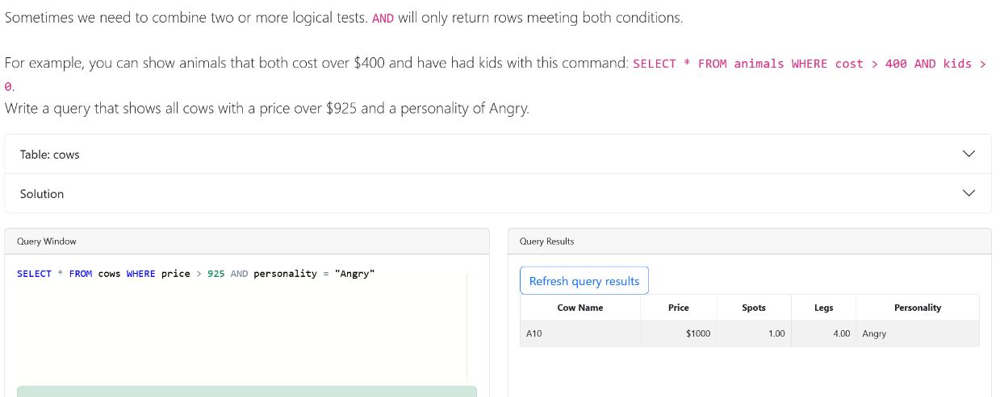 Sometimes we need to combine two or more logical tests. AND will only return rows meeting both conditions.
For example, you can show animals that both cost over $400 and have had kids with this command: SELECT * FROM animals WHERE cost > 400 AND kids >
0.
Write a query that shows all cows with a price over $925 and a personality of Angry.
Table: cows
Solution
Query Window
SELECT * FROM cows WHERE price > 925 AND personality = "Angry"
Query Results
Refresh query results
Cow Name Price Spots Legs Personality
A10 $1000 1.00 4.00 Angry